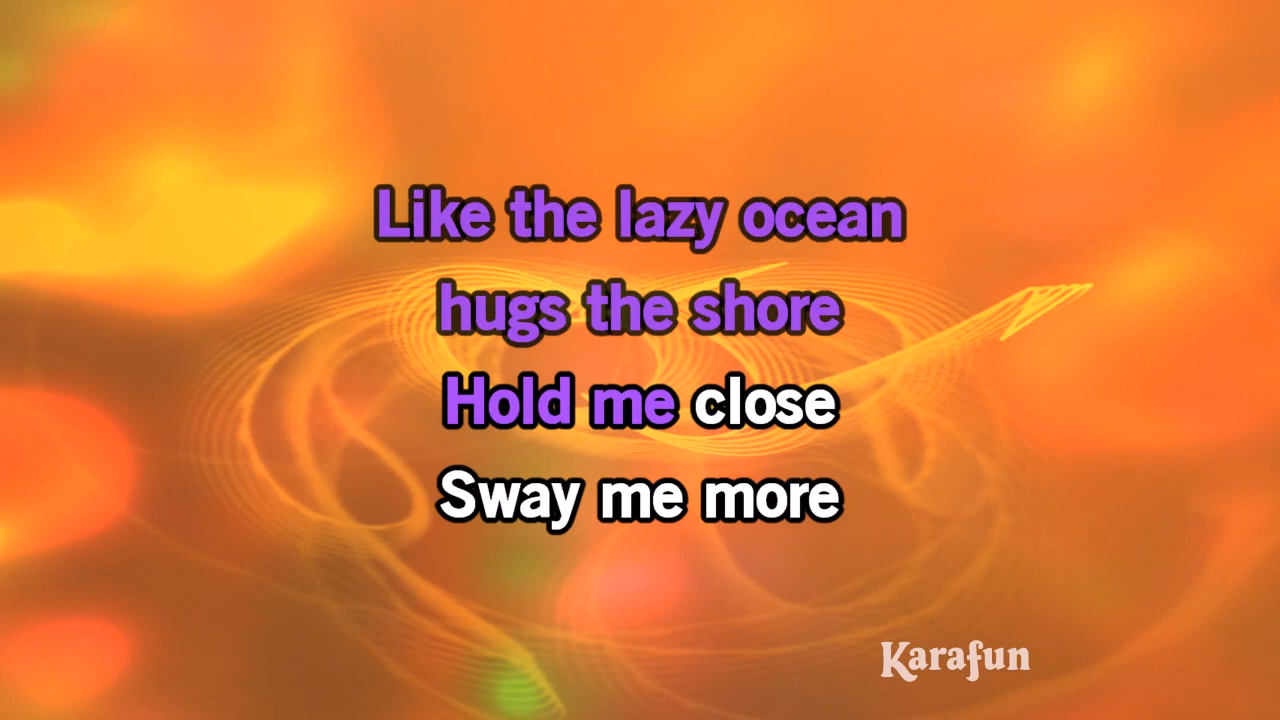 Like the lazy ocean
hugs the shore
Hold me close
Sway me more
Karafun